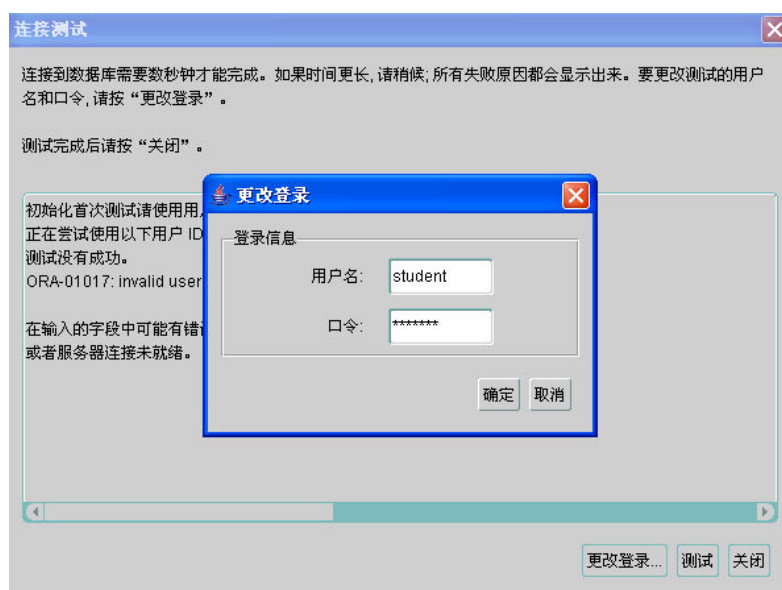 连接测试
连接到数据库需要数秒钟才能完成。如果时间更长, 请稍候; 所有失败原因都会显示出来。要更改测试的用户
名和口令, 请按“更改登录”。
测试完成后请按“关闭”。
初始化首次测试请使用用
正在尝试使用以下用户 ID
测试没有成功。
ORA-01017: invalid user
在输入的字段中可能有错
或者服务器连接未就绪。
更改登录
登录信息
用户名: student
口令: *******
确定 取消
更改登录... 测试 关闭